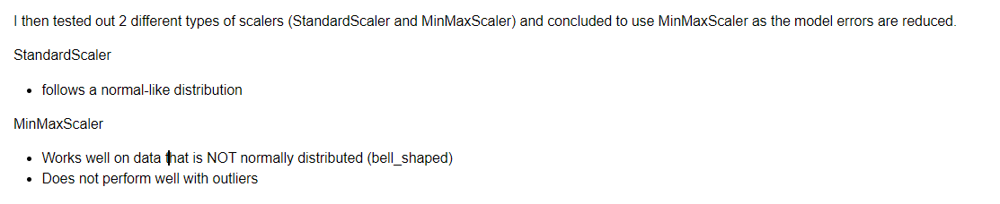 I then tested out 2 different types of scalers (StandardScaler and MinMaxScaler) and concluded to use MinMaxScaler as the model errors are reduced.
StandardScaler
• follows a normal-like distribution
MinMaxScaler
• Works well on data that is NOT normally distributed (bell_shaped)
• Does not perform well with outliers